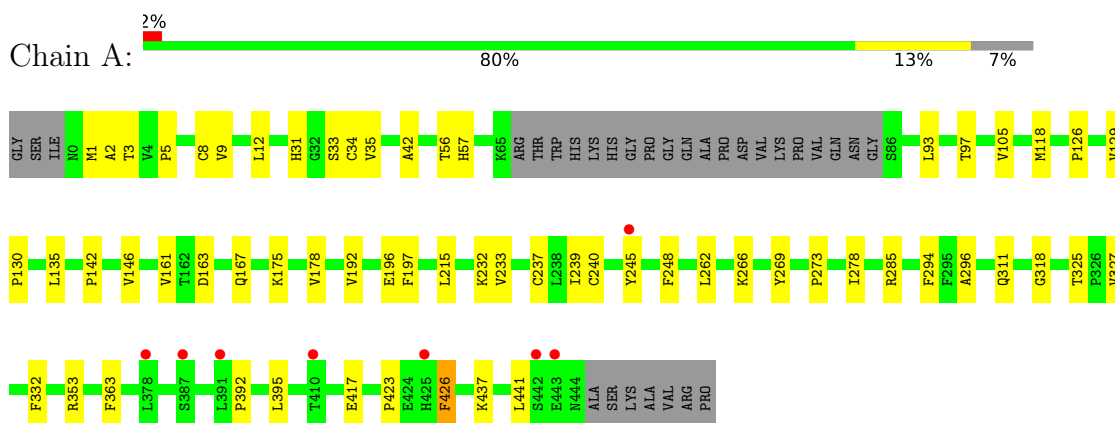 2%
Chain A:
80% 13% 7%
GLY SER ILE N0 M1 A2 T3 V4 P5 C8 V9 L12 H31 G32 S33 C34 V35 A42 T56 H57 K65 ARG THR TRP HIS LYS HIS GLY PRO GLY GLN ALA PRO ASP VAL LYS PRO VAL GLN ASN GLY S86 L93 T97 V105 M118 P126 V129
P130 L135 P142 V146 V161 T162 D163 Q167 K175 V178 V192 E196 F197 L215 K232 V233 C237 L238 I239 C240 Y245 F248 L262 K266 Y269 P273 I278 R285 F294 F295 A296 Q311 G318 T325 P326 V327
F332 R353 F363 L378 S387 L391 P392 L395 T410 E417 P423 E424 H425 F426 K437 L441 S442 E443 N444 ALA SER LYS ALA VAL ARG PRO